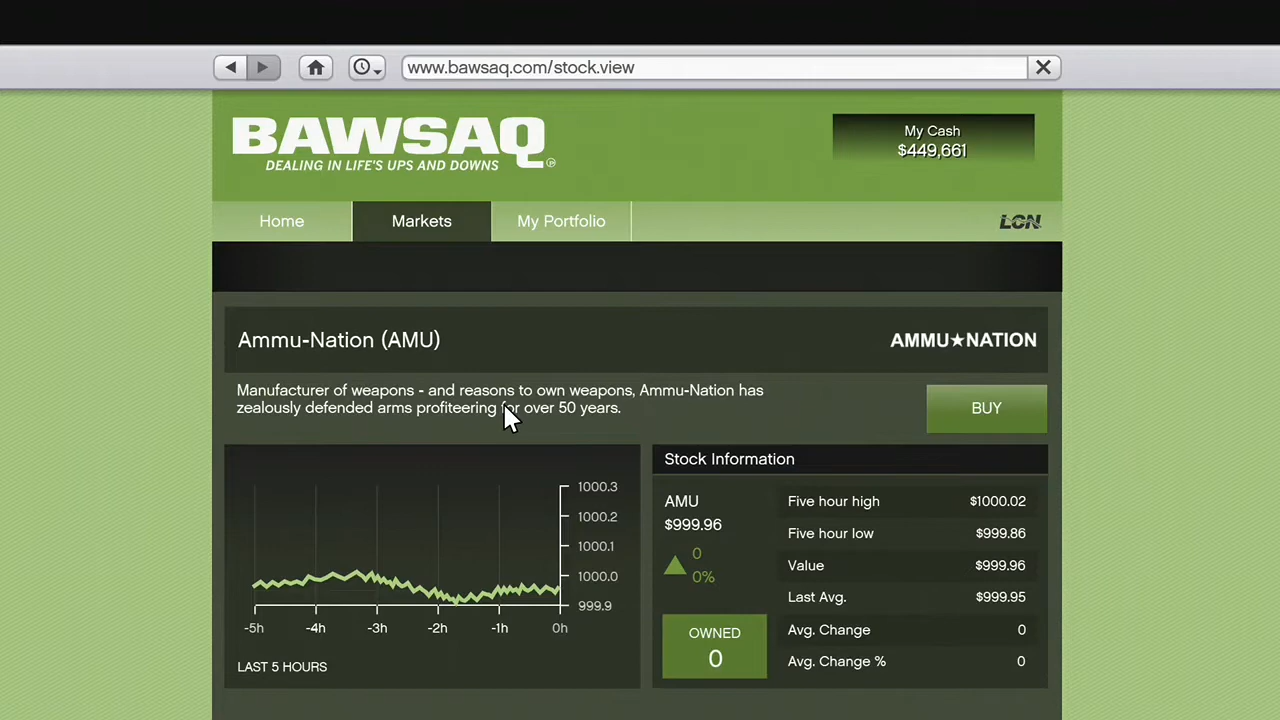 www.bawsaq.com/stock.view
BAWSAQ
DEALING IN LIFE'S UPS AND DOWNS
My Cash
$449,661
Home
Markets
My Portfolio
LCN
Ammu-Nation (AMU)
AMMU★NATION
Manufacturer of weapons - and reasons to own weapons, Ammu-Nation has
zealously defended arms profiteering for over 50 years.
BUY
1000.3
1000.2
1000.1
1000.0
999.9
-5h
-4h
-3h
-2h
-1h
0h
LAST 5 HOURS
Stock Information
AMU
$999.96
0
0%
OWNED
0
Five hour high $1000.02
Five hour low $999.86
Value $999.96
Last Avg. $999.95
Avg. Change 0
Avg. Change % 0